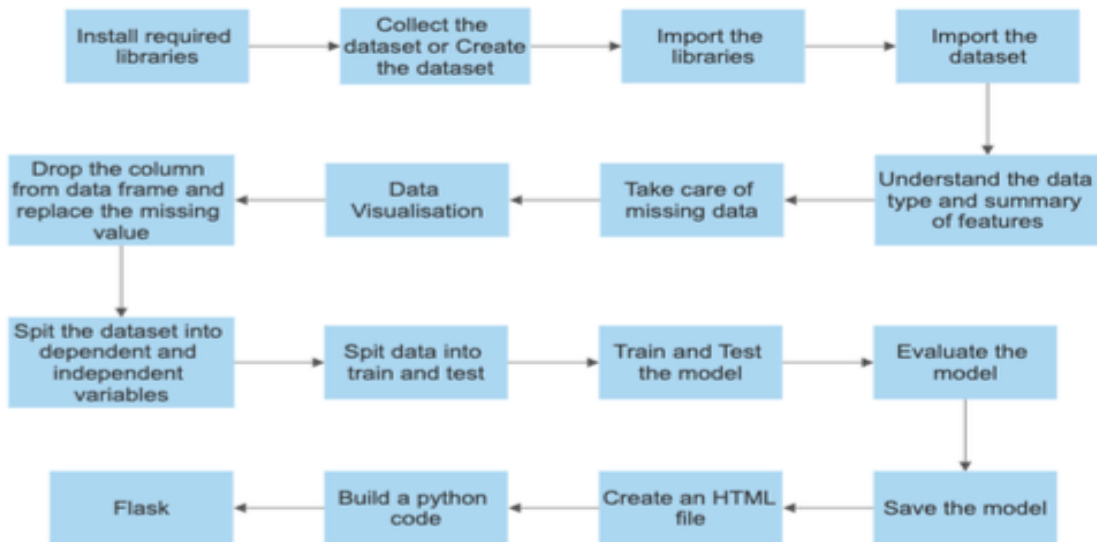 Install required
libraries
Collect the
dataset or Create
the dataset
Import the
libraries
Import the
dataset
Understand the data
type and summary
of features
Take care of
missing data
Data
Visualisation
Drop the column
from data frame and
replace the missing
value
Spit the dataset into
dependent and
independent
variables
Spit data into
train and test
Train and Test
the model
Evaluate the
model
Save the model
Create an HTML
file
Build a python
code
Flask